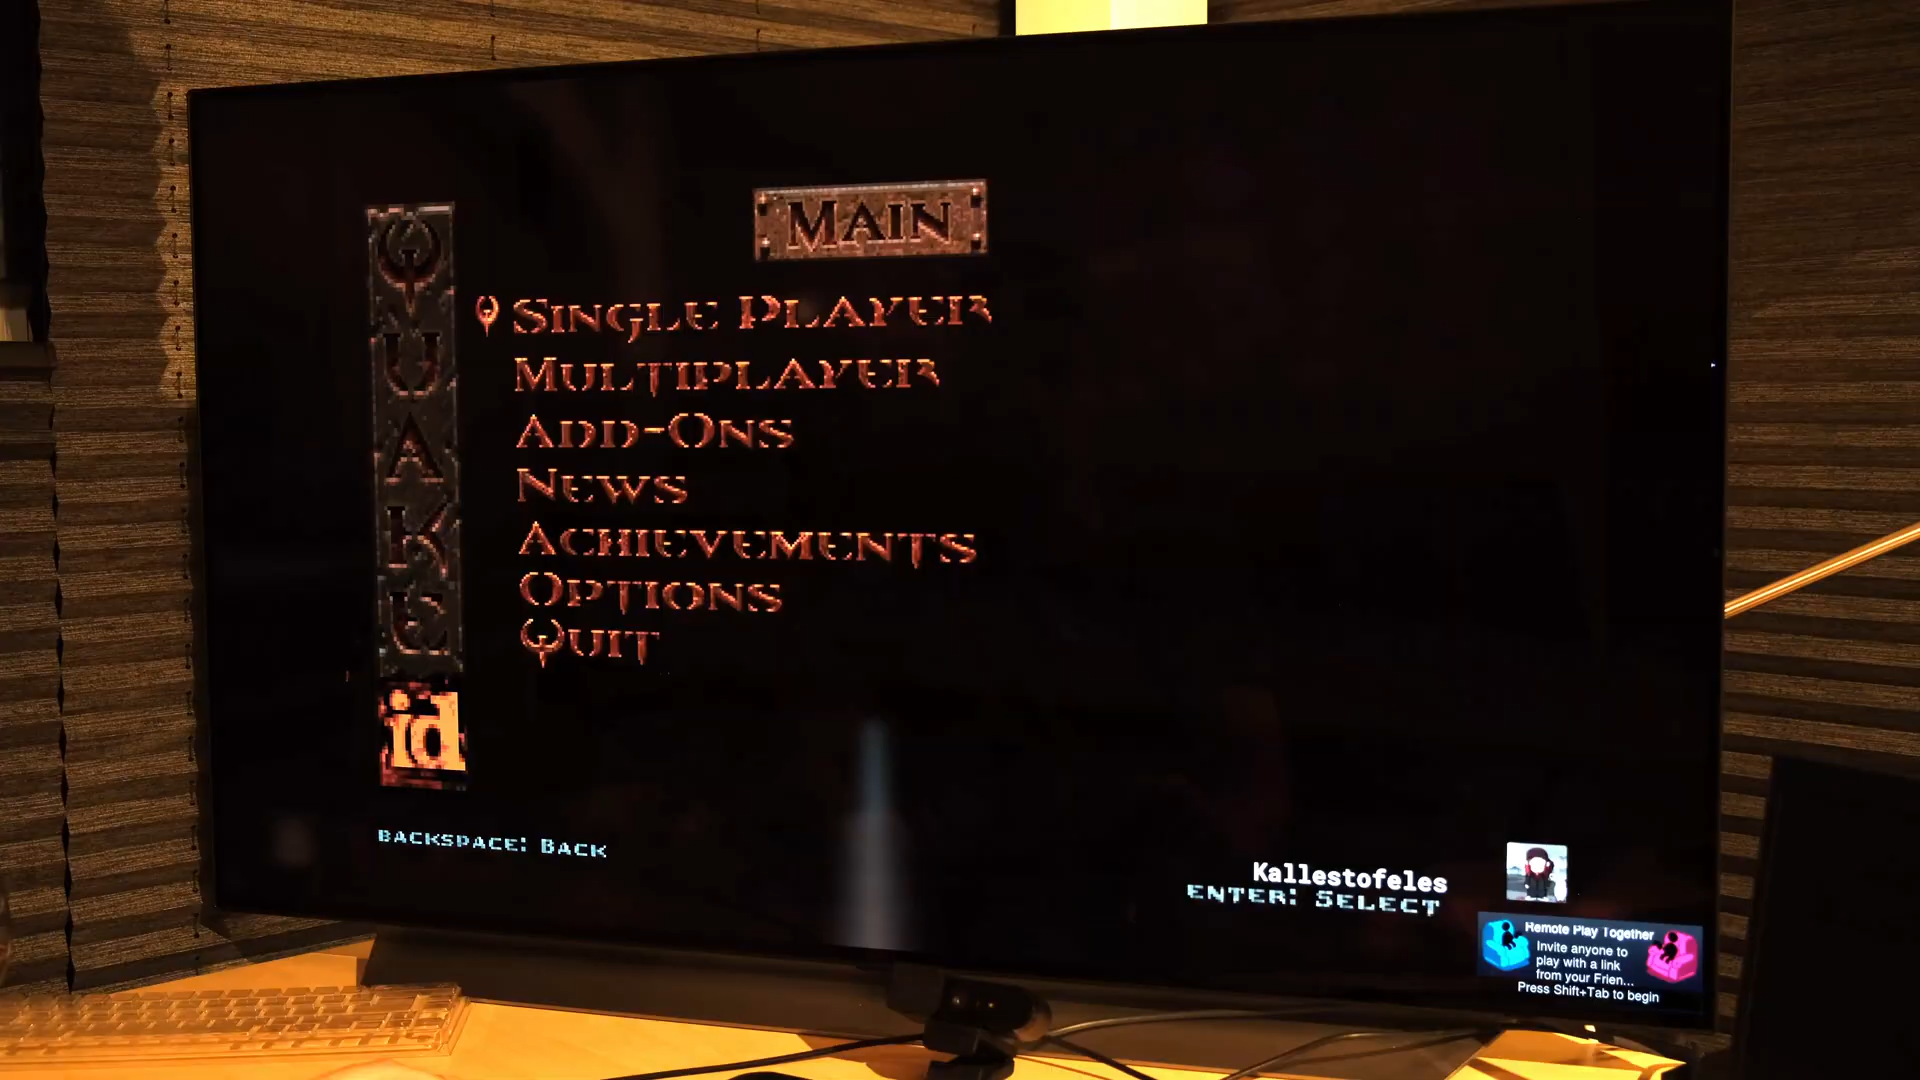 QUAKE
id
MAIN
SINGLE PLAYER
MULTIPLAYER
ADD-ONS
NEWS
ACHIEVEMENTS
OPTIONS
QUIT
BACKSPACE: BACK
Kallestofeles
ENTER: SELECT
Remote Play Together
Invite anyone to
play with a link
from your Frien...
Press Shift+Tab to begin